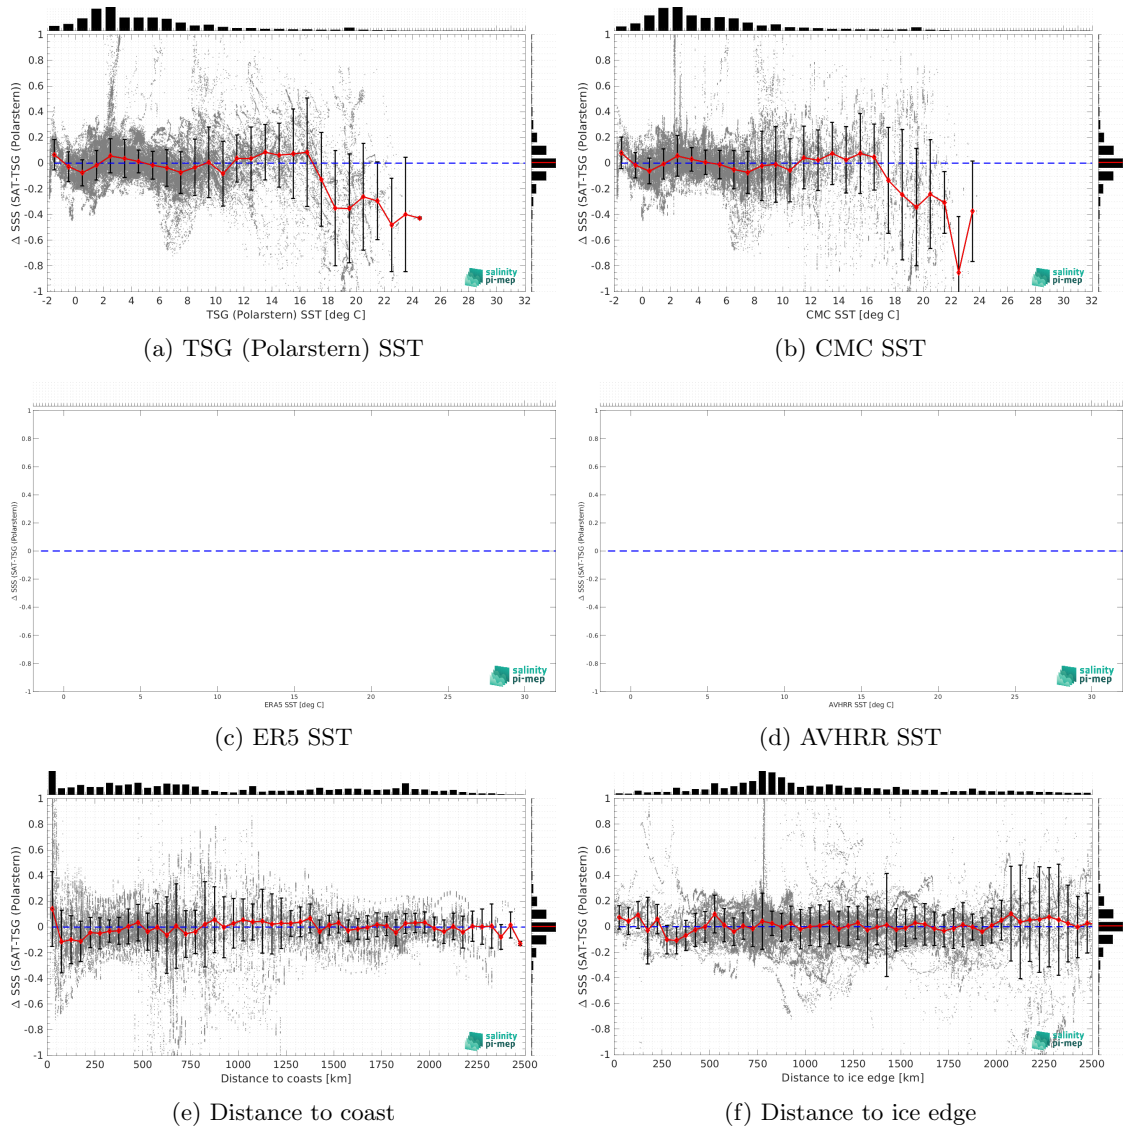 1
0.8
0.6
0.4
0.2
0
-0.2
-0.4
-0.6
-0.8
-1
Δ SSS (SAT-TSG (Polarstern))
salinity
pi-mep
-2 0 2 4 6 8 10 12 14 16 18 20 22 24 26 28 30 32
TSG (Polarstern) SST [deg C]
(a) TSG (Polarstern) SST
1
0.8
0.6
0.4
0.2
0
-0.2
-0.4
-0.6
-0.8
-1
Δ SSS (SAT-TSG (Polarstern))
salinity
pi-mep
-2 0 2 4 6 8 10 12 14 16 18 20 22 24 26 28 30 32
CMC SST [deg C]
(b) CMC SST
1
0.8
0.6
0.4
0.2
0
-0.2
-0.4
-0.6
-0.8
-1
Δ SSS (SAT-TSG (Polarstern))
salinity
pi-mep
0 5 10 15 20 25 30
ERA5 SST [deg C]
(c) ER5 SST
1
0.8
0.6
0.4
0.2
0
-0.2
-0.4
-0.6
-0.8
-1
Δ SSS (SAT-TSG (Polarstern))
salinity
pi-mep
0 5 10 15 20 25 30
AVHRR SST [deg C]
(d) AVHRR SST
1
0.8
0.6
0.4
0.2
0
-0.2
-0.4
-0.6
-0.8
-1
Δ SSS (SAT-TSG (Polarstern))
salinity
pi-mep
0 250 500 750 1000 1250 1500 1750 2000 2250 2500
Distance to coasts [km]
(e) Distance to coast
1
0.8
0.6
0.4
0.2
0
-0.2
-0.4
-0.6
-0.8
-1
Δ SSS (SAT-TSG (Polarstern))
salinity
pi-mep
0 250 500 750 1000 1250 1500 1750 2000 2250 2500
Distance to ice edge [km]
(f) Distance to ice edge